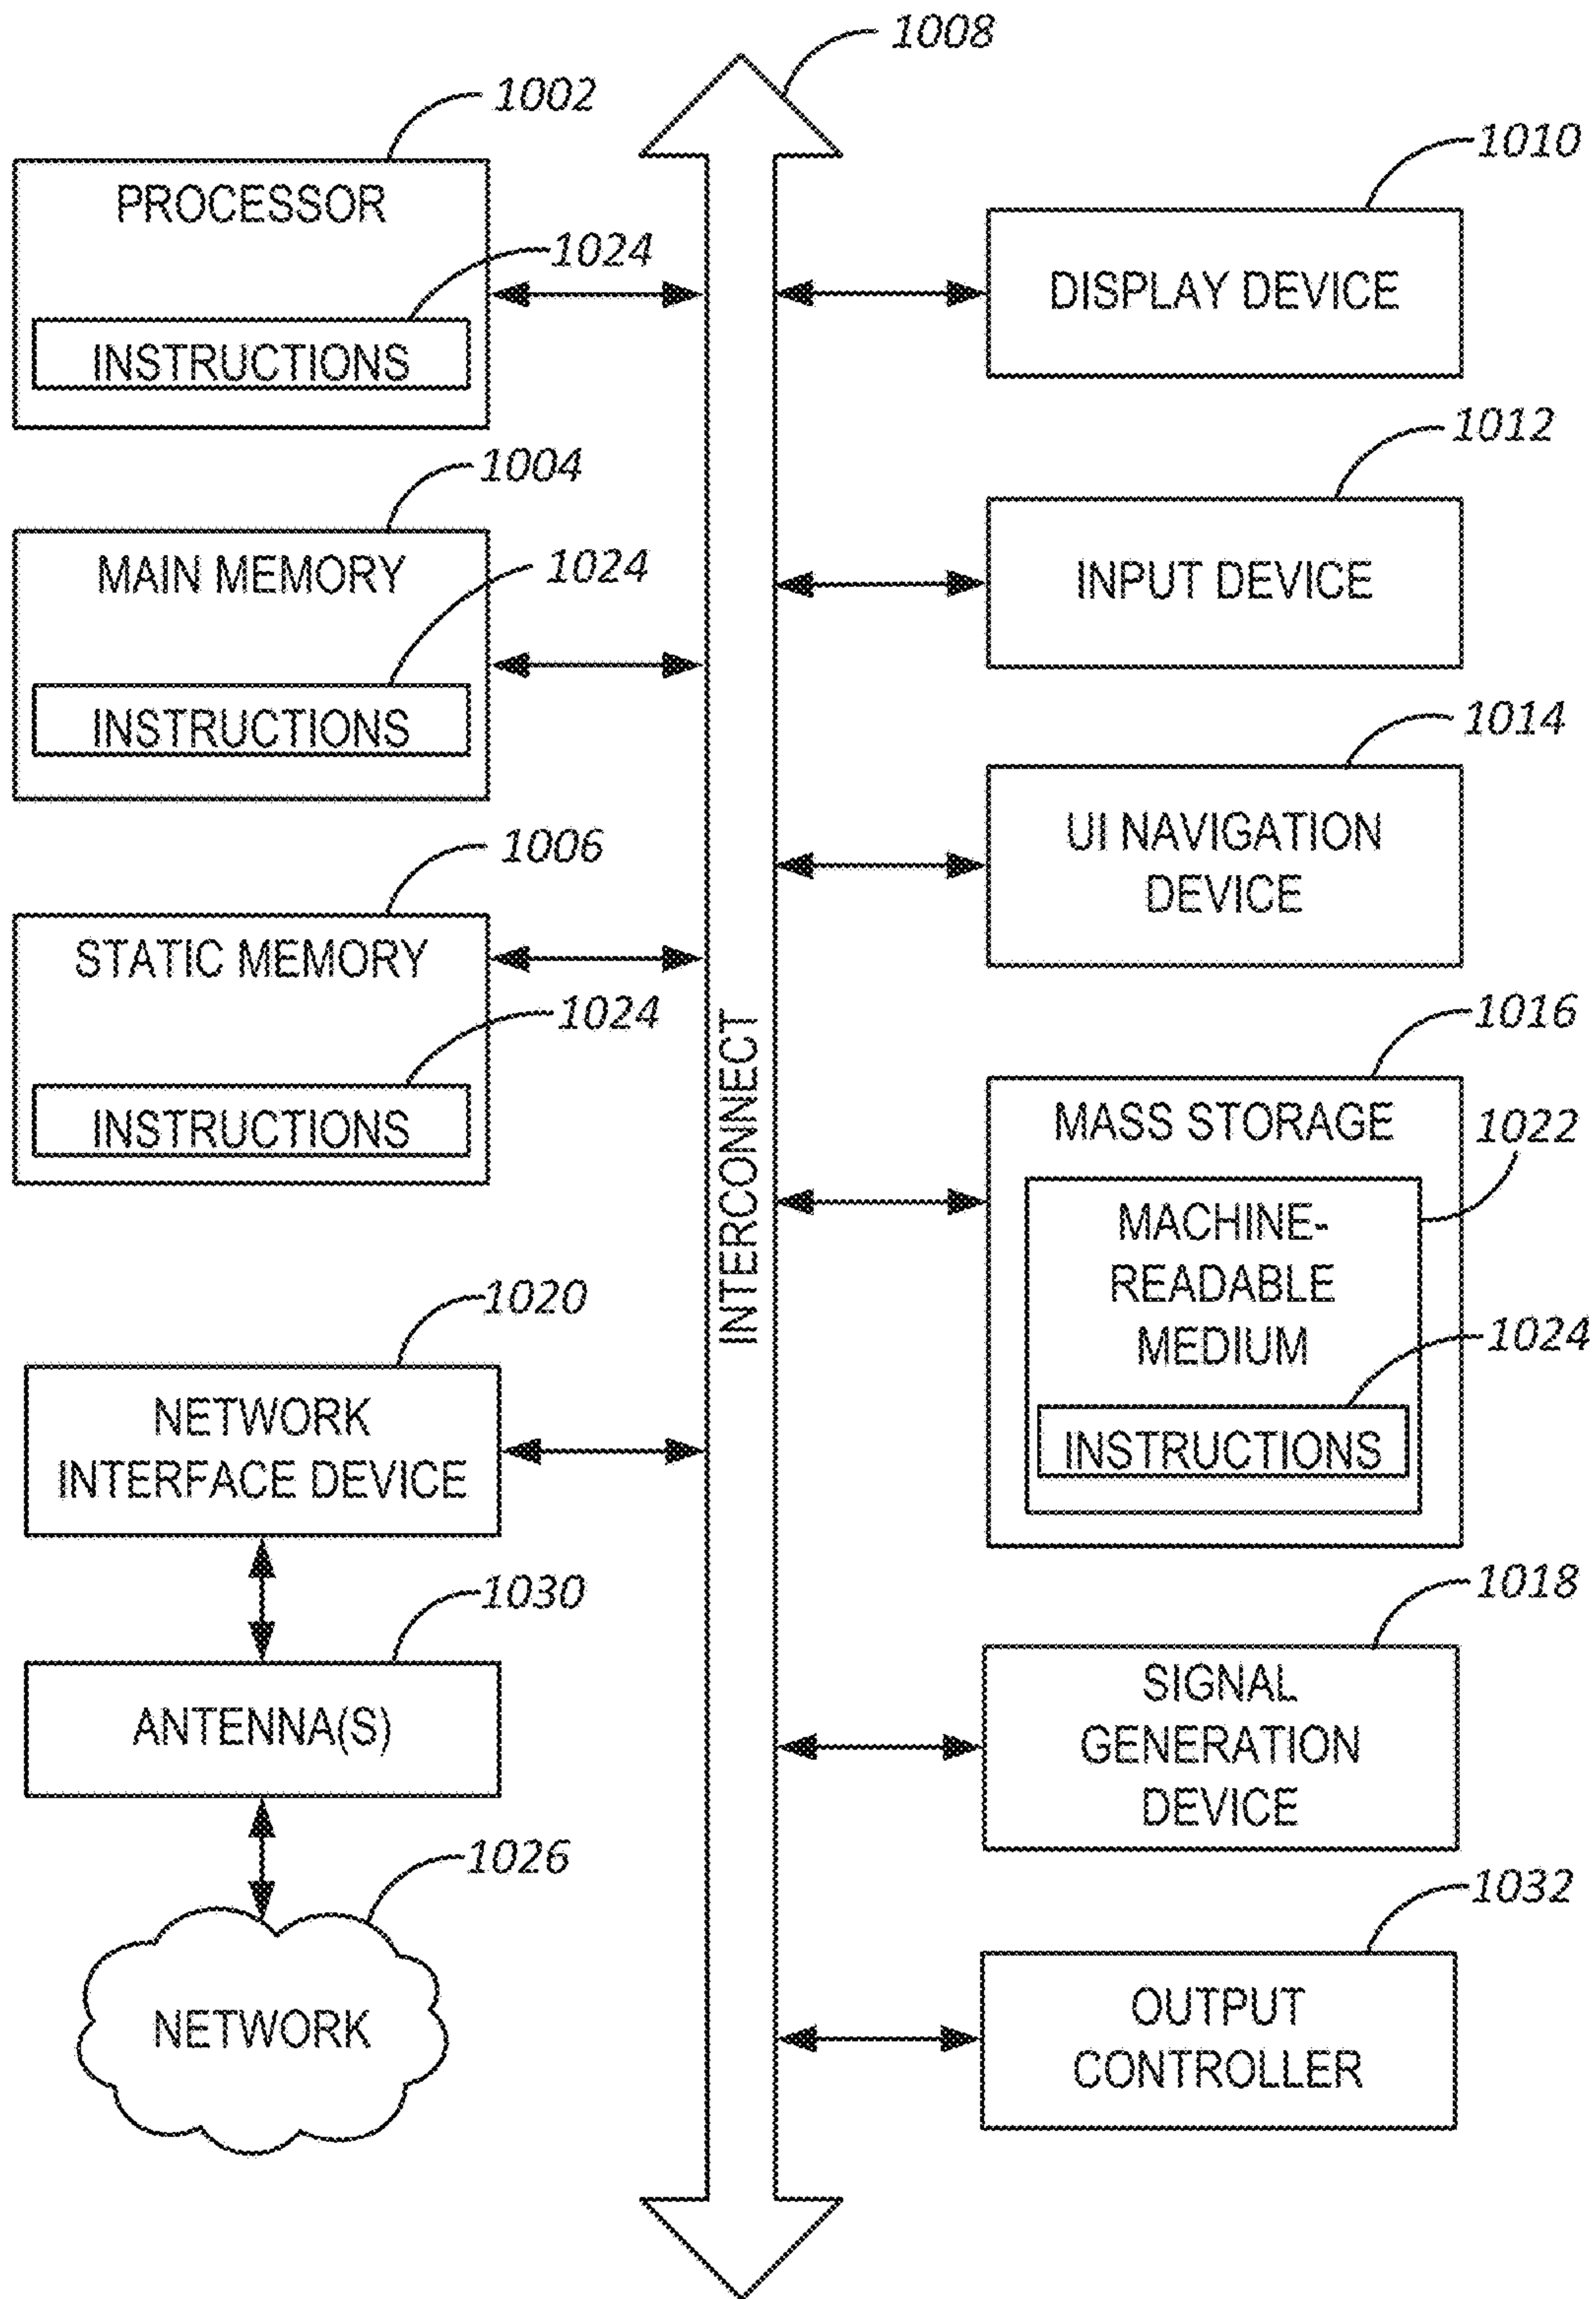 1008
1002
PROCESSOR
1024
INSTRUCTIONS
1004
MAIN MEMORY
1024
INSTRUCTIONS
1006
STATIC MEMORY
1024
INSTRUCTIONS
1020
NETWORK
INTERFACE DEVICE
1030
ANTENNA(S)
1026
NETWORK
INTERCONNECT
1010
DISPLAY DEVICE
1012
INPUT DEVICE
1014
UI NAVIGATION
DEVICE
1016
MASS STORAGE
1022
MACHINE-
READABLE
MEDIUM
1024
INSTRUCTIONS
1018
SIGNAL
GENERATION
DEVICE
1032
OUTPUT
CONTROLLER